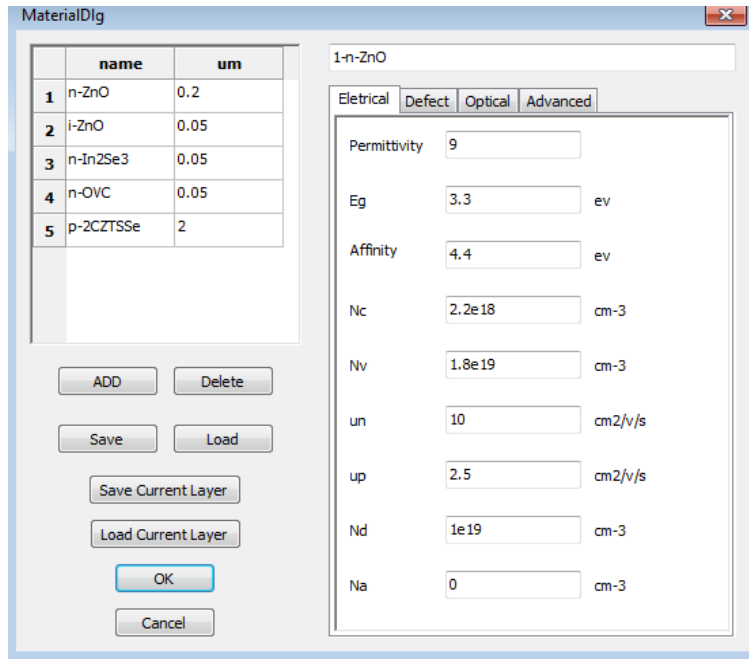 MaterialDlg
name um
1 n-ZnO 0.2
2 i-ZnO 0.05
3 n-In2Se3 0.05
4 n-OVC 0.05
5 p-2CZTSSe 2
ADD Delete
Save Load
Save Current Layer
Load Current Layer
OK
Cancel
1-n-ZnO
Eletrical Defect Optical Advanced
Permittivity 9
Eg 3.3 ev
Affinity 4.4 ev
Nc 2.2e18 cm-3
Nv 1.8e19 cm-3
un 10 cm2/v/s
up 2.5 cm2/v/s
Nd 1e19 cm-3
Na 0 cm-3